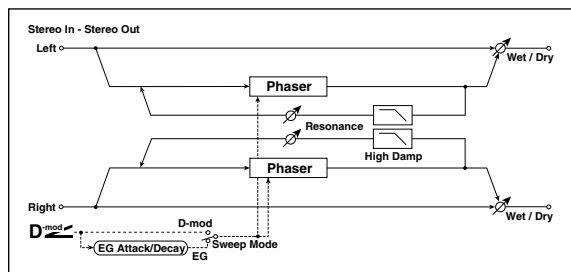 Stereo In - Stereo Out
Left
Wet / Dry
Phaser
Resonance
High Damp
Phaser
Right
Wet / Dry
D-mod
D-mod
Sweep Mode
EG Attack/Decay
EG